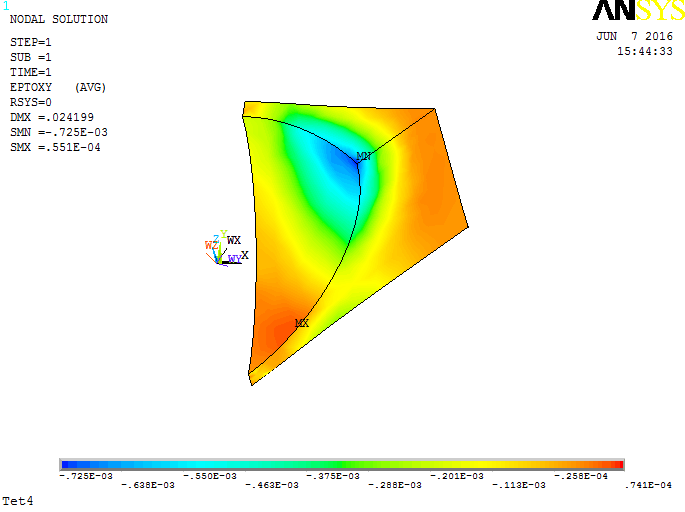 1
NODAL SOLUTION
STEP=1
SUB =1
TIME=1
EPTOXY (AVG)
RSYS=0
DMX =.024199
SMN =-.725E-03
SMX =.551E-04
ANSYS
JUN 7 2016
15:44:33
MN
Y
Z
WZ
WX
X
WY
MX
-.725E-03
-.550E-03
-.375E-03
-.201E-03
-.258E-04
-.638E-03
-.463E-03
-.288E-03
-.113E-03
.741E-04
Tet4